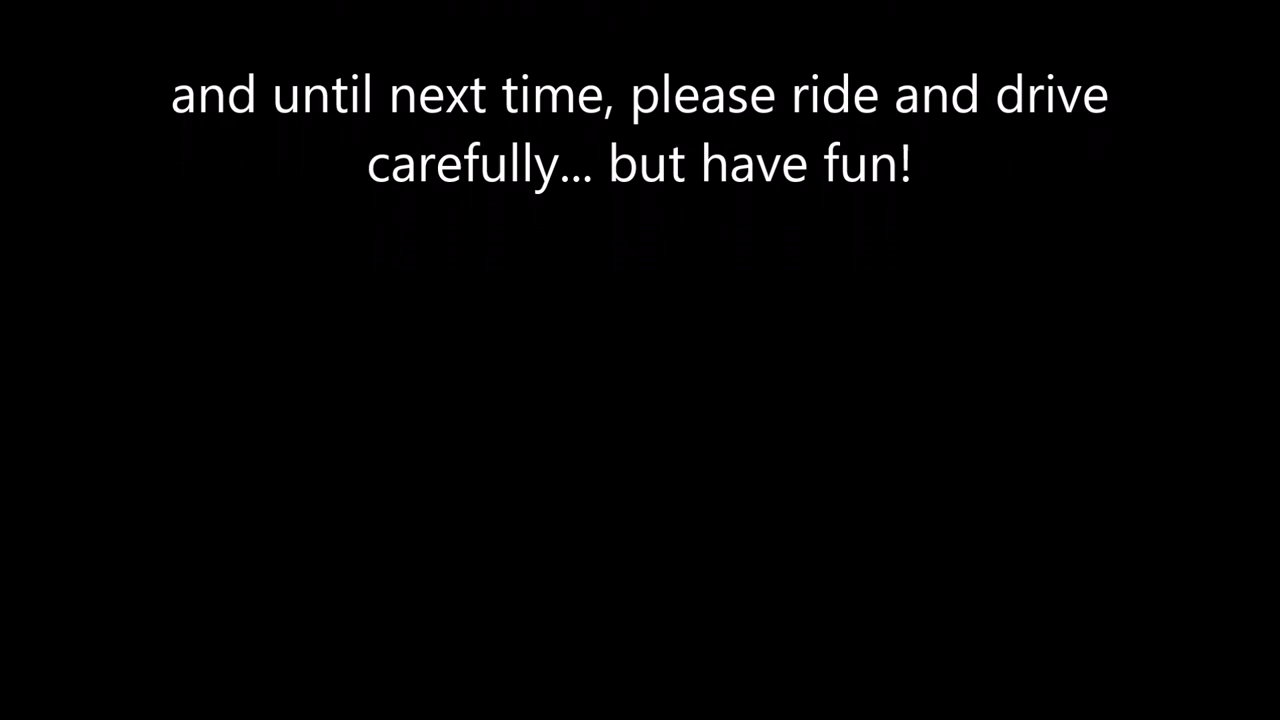 and until next time, please ride and drive
carefully... but have fun!